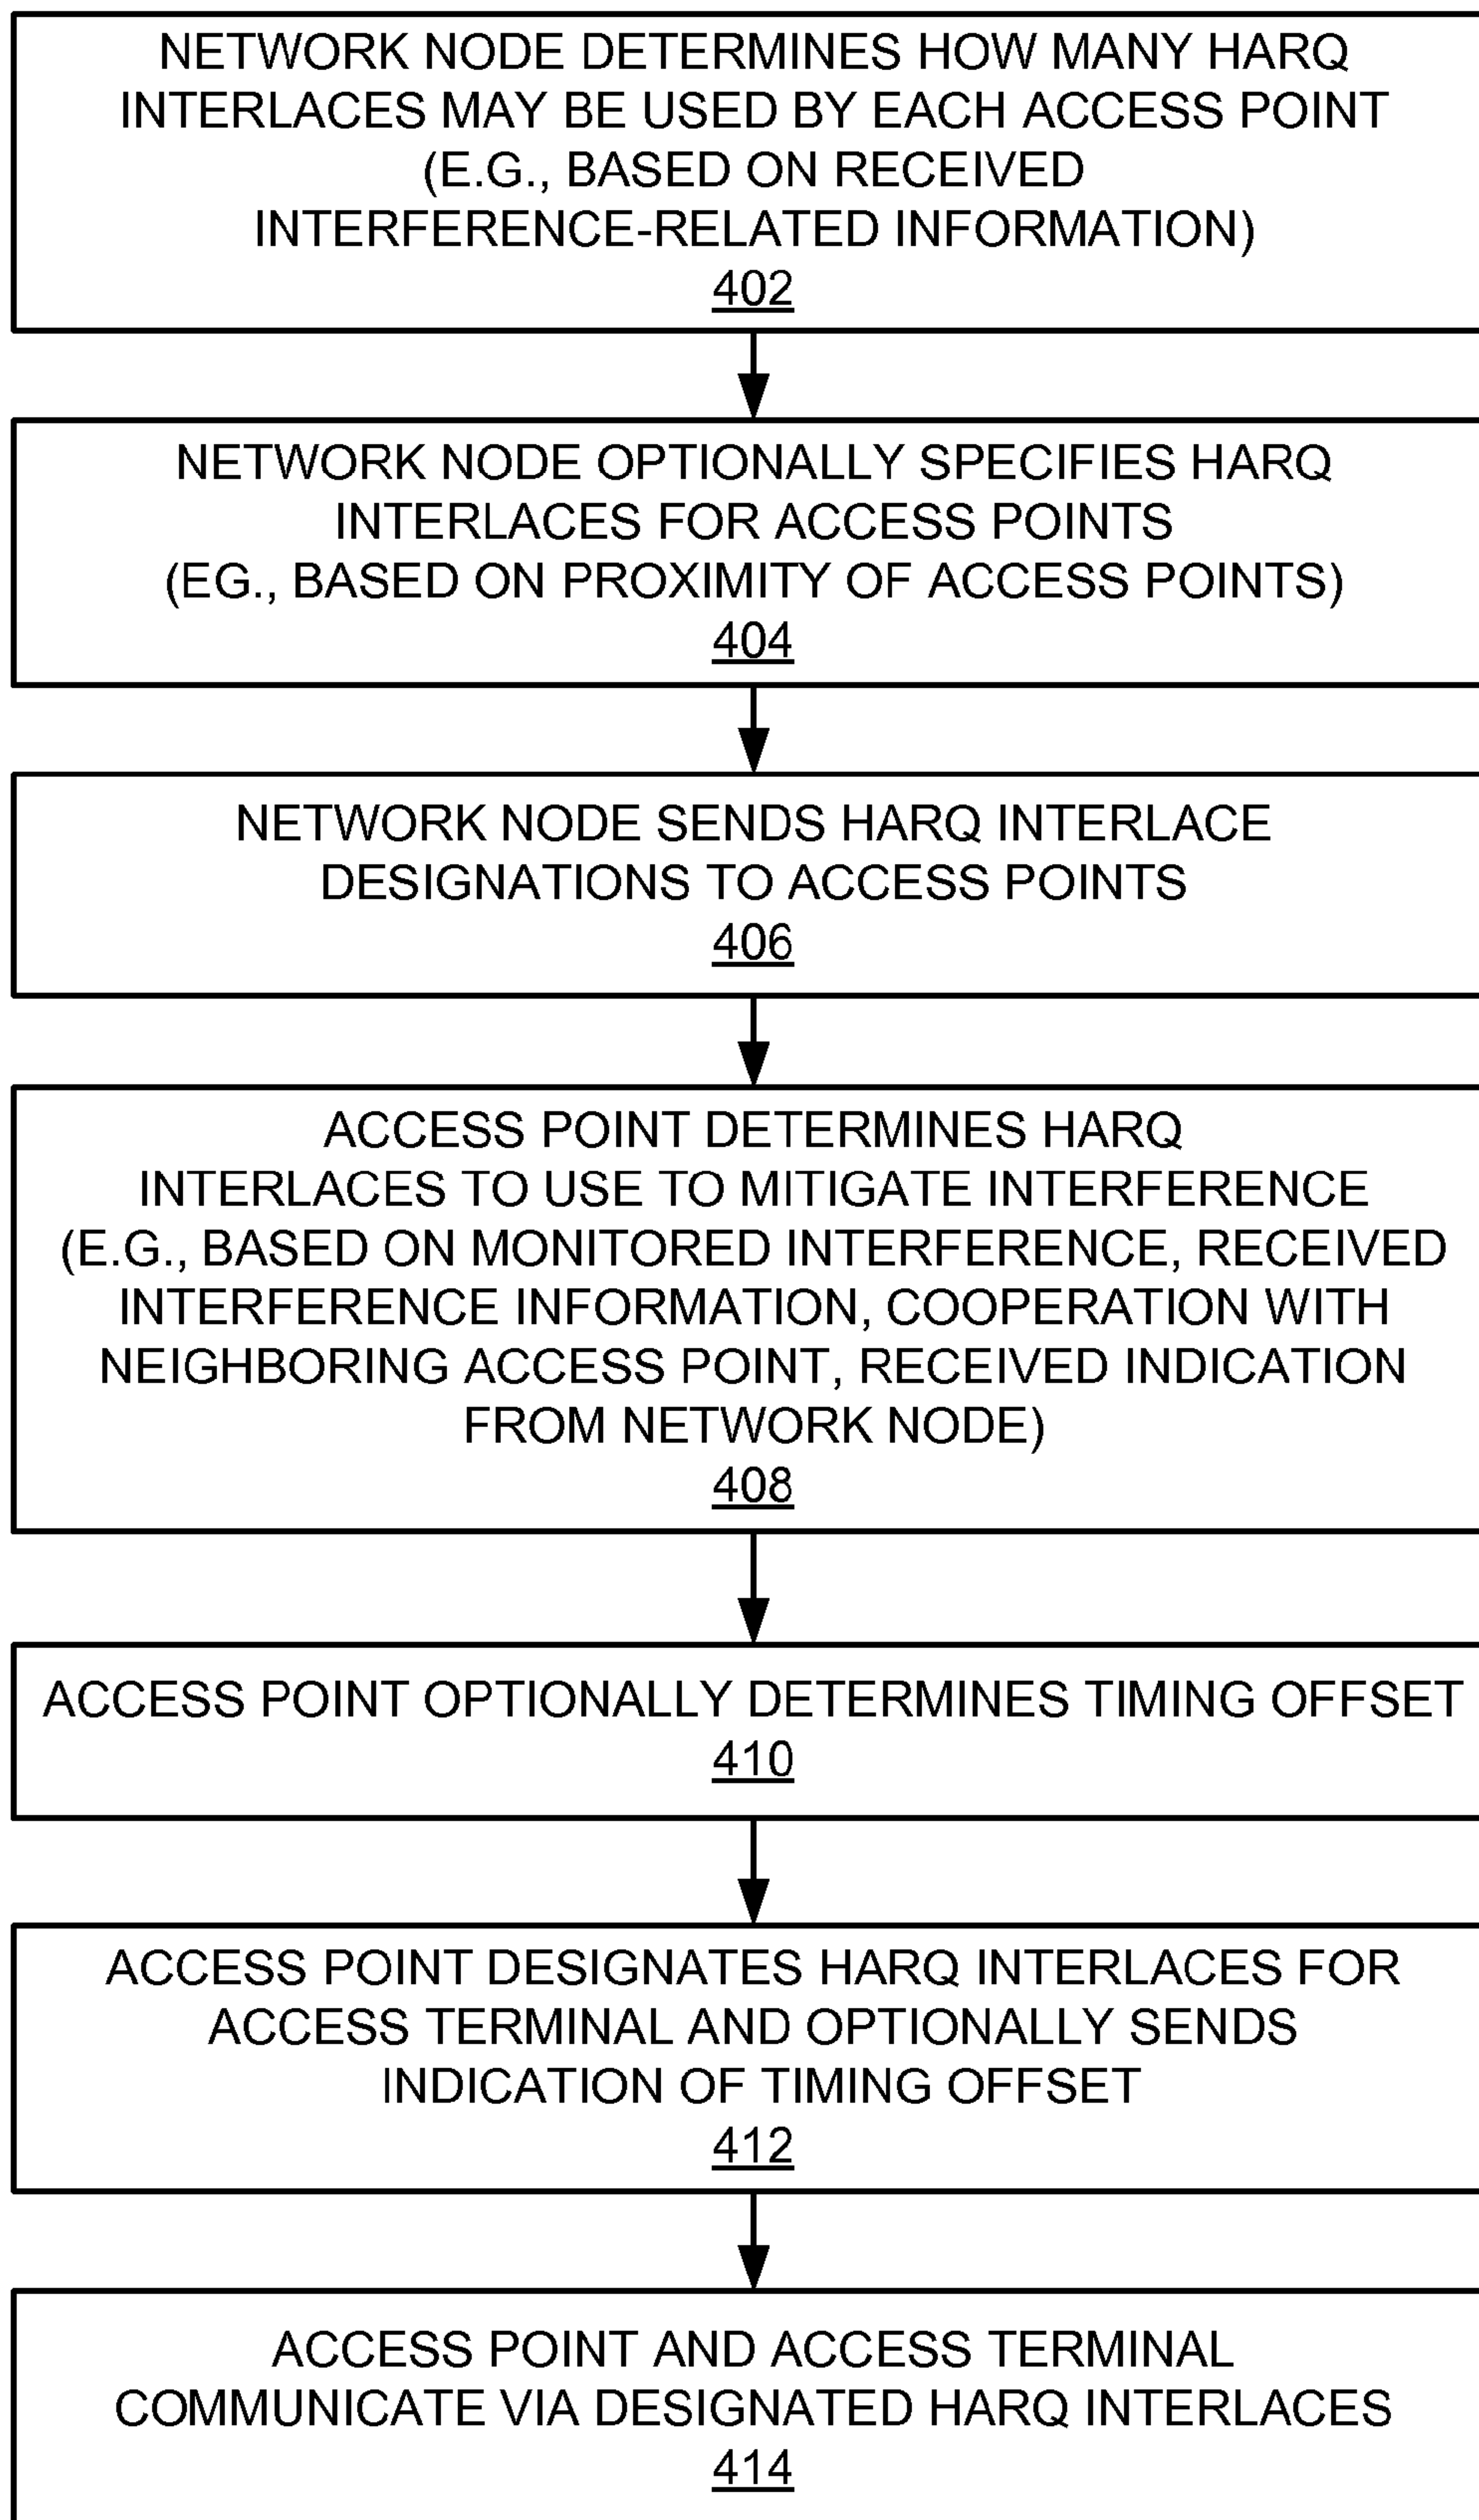 NETWORK NODE DETERMINES HOW MANY HARQ
INTERLACES MAY BE USED BY EACH ACCESS POINT
(E.G., BASED ON RECEIVED
INTERFERENCE-RELATED INFORMATION)
402
NETWORK NODE OPTIONALLY SPECIFIES HARQ
INTERLACES FOR ACCESS POINTS
(EG., BASED ON PROXIMITY OF ACCESS POINTS)
404
NETWORK NODE SENDS HARQ INTERLACE
DESIGNATIONS TO ACCESS POINTS
406
ACCESS POINT DETERMINES HARQ
INTERLACES TO USE TO MITIGATE INTERFERENCE
(E.G., BASED ON MONITORED INTERFERENCE, RECEIVED
INTERFERENCE INFORMATION, COOPERATION WITH
NEIGHBORING ACCESS POINT, RECEIVED INDICATION
FROM NETWORK NODE)
408
ACCESS POINT OPTIONALLY DETERMINES TIMING OFFSET
410
ACCESS POINT DESIGNATES HARQ INTERLACES FOR
ACCESS TERMINAL AND OPTIONALLY SENDS
INDICATION OF TIMING OFFSET
412
ACCESS POINT AND ACCESS TERMINAL
COMMUNICATE VIA DESIGNATED HARQ INTERLACES
414